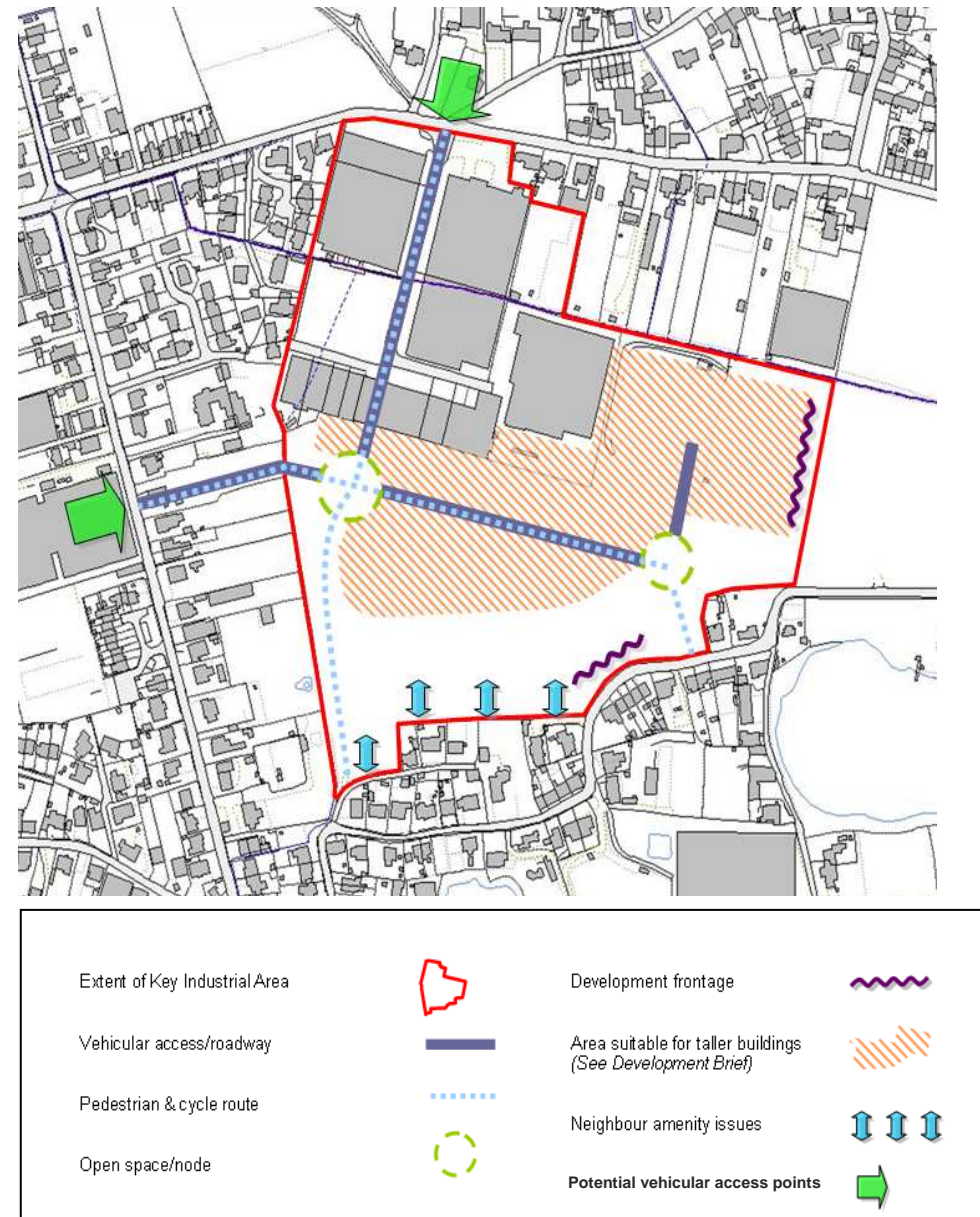 Extent of Key Industrial Area
Vehicular access/roadway
Pedestrian & cycle route
Open space/node
Development frontage
Area suitable for taller buildings
(See Development Brief)
Neighbour amenity issues
Potential vehicular access points